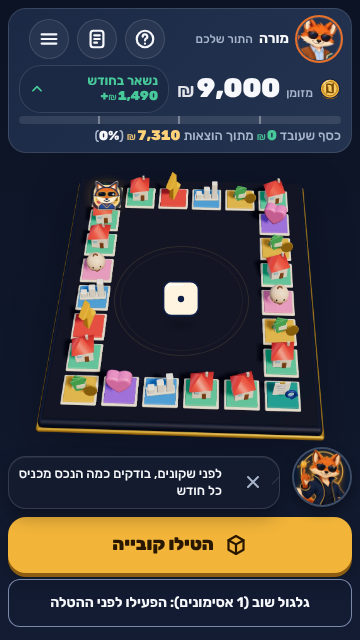 מורה התור שלכם
מזומן 9,000 ₪
נשאר בחודש
+₪1,490
כסף שעובד ₪0 מתוך הוצאות ₪7,310 (0%)
לפני שקונים, בודקים כמה הנכס מכניס
כל חודש
הטילו קובייה
גלגול שוב (1 אסימונים): הפעילו לפני ההטלה